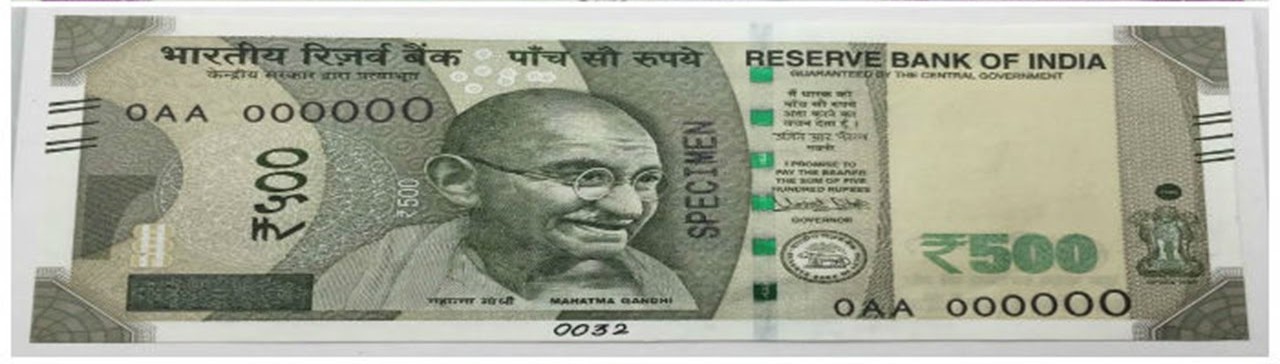 भारतीय रिज़र्व बैंक पाँच सौ रुपये RESERVE BANK OF INDIA
केन्द्रीय सरकार द्वारा प्रत्याभूत GUARANTEED BY THE CENTRAL GOVERNMENT
0AA 000000
₹५००
₹500
SPECIMEN
मैं धारक को
पाँच सौ रुपये
अदा करने का
वचन देता हूँ ।
गवर्नर
I PROMISE TO
PAY THE BEARER
THE SUM OF FIVE
HUNDRED RUPEES
GOVERNOR
₹500
महात्मा गांधी MAHATMA GANDHI
0AA 000000
0032